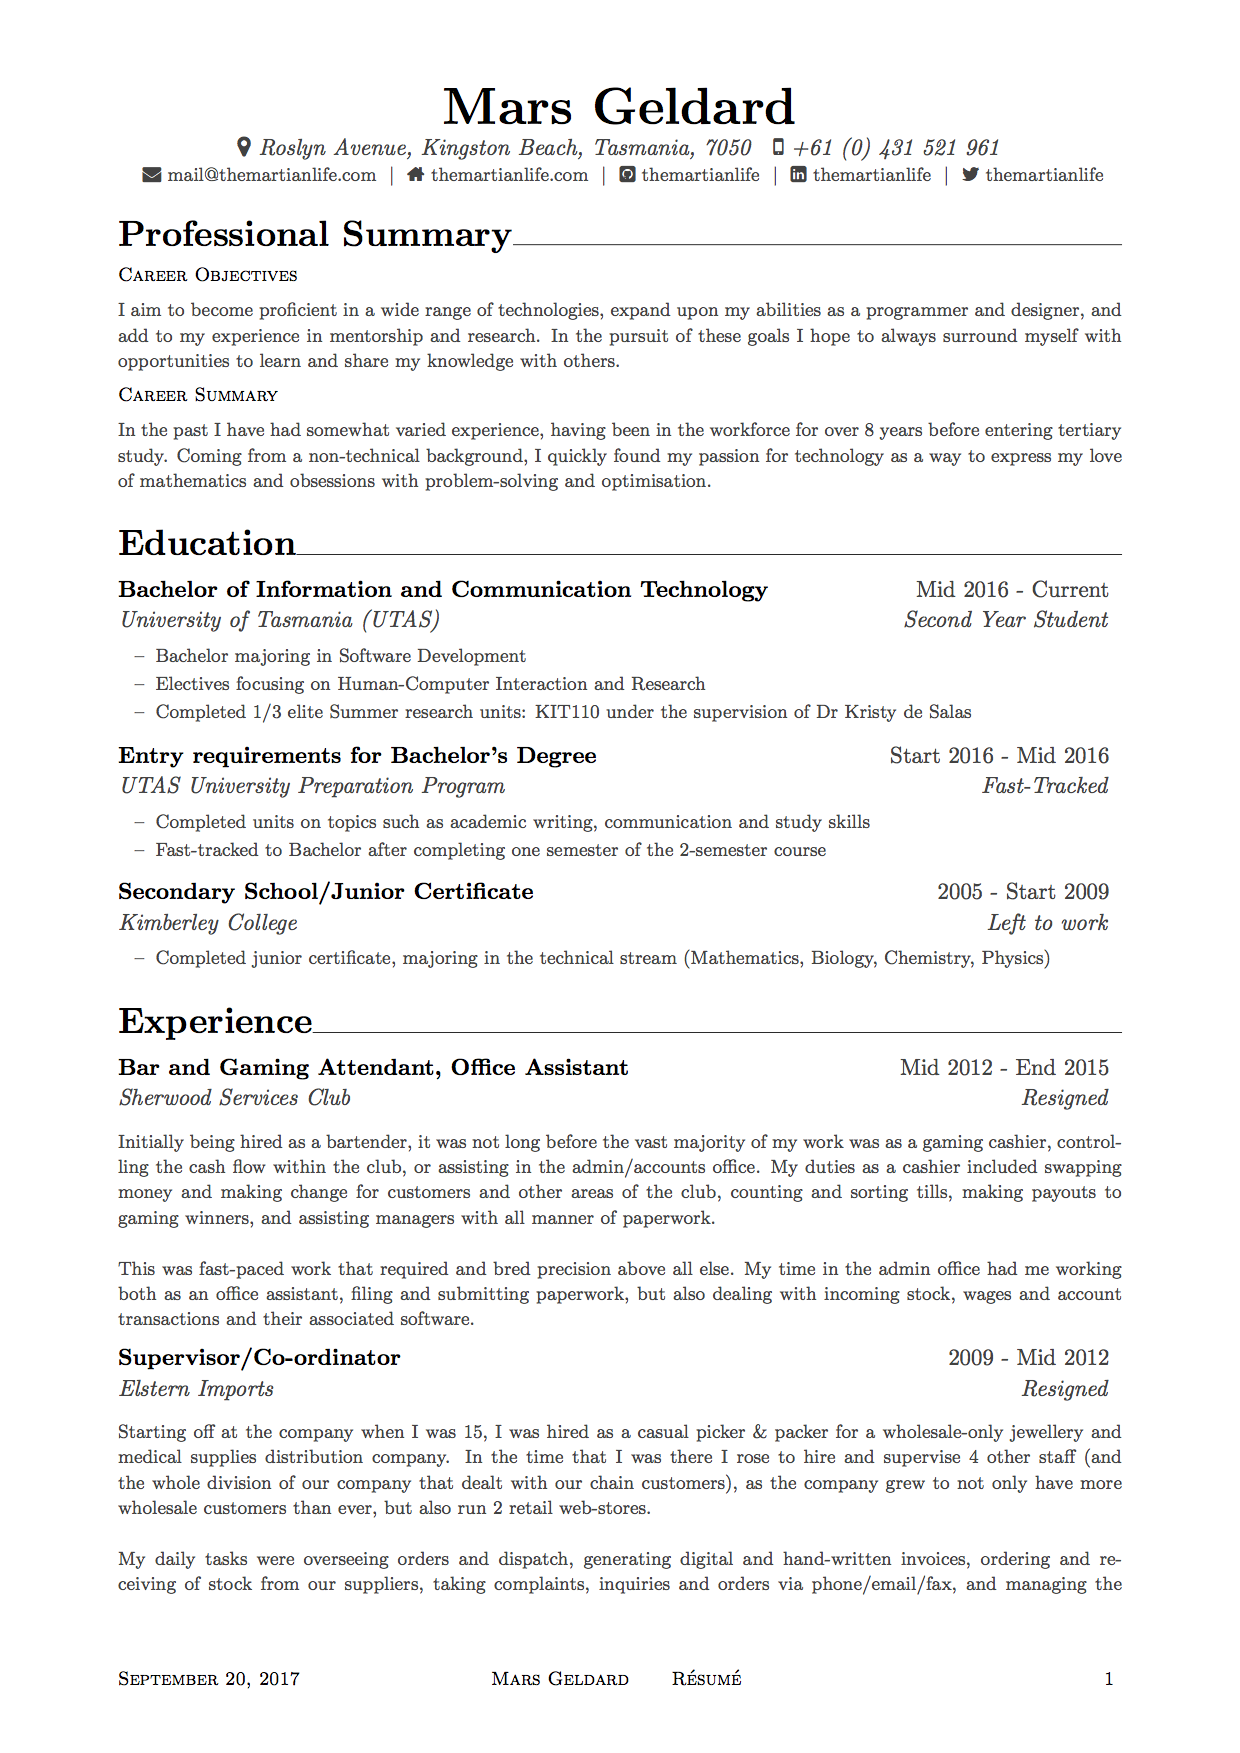 Mars Geldard
Roslyn Avenue, Kingston Beach, Tasmania, 7050 +61 (0) 431 521 961
mail@themartianlife.com | themartianlife.com | themartianlife | themartianlife | themartianlife
Professional Summary
Career Objectives
I aim to become proficient in a wide range of technologies, expand upon my abilities as a programmer and designer, and
add to my experience in mentorship and research. In the pursuit of these goals I hope to always surround myself with
opportunities to learn and share my knowledge with others.
Career Summary
In the past I have had somewhat varied experience, having been in the workforce for over 8 years before entering tertiary
study. Coming from a non-technical background, I quickly found my passion for technology as a way to express my love
of mathematics and obsessions with problem-solving and optimisation.
Education
Bachelor of Information and Communication Technology Mid 2016 - Current
University of Tasmania (UTAS) Second Year Student
– Bachelor majoring in Software Development
– Electives focusing on Human-Computer Interaction and Research
– Completed 1/3 elite Summer research units: KIT110 under the supervision of Dr Kristy de Salas
Entry requirements for Bachelor's Degree Start 2016 - Mid 2016
UTAS University Preparation Program Fast-Tracked
– Completed units on topics such as academic writing, communication and study skills
– Fast-tracked to Bachelor after completing one semester of the 2-semester course
Secondary School/Junior Certificate 2005 - Start 2009
Kimberley College Left to work
– Completed junior certificate, majoring in the technical stream (Mathematics, Biology, Chemistry, Physics)
Experience
Bar and Gaming Attendant, Office Assistant Mid 2012 - End 2015
Sherwood Services Club Resigned
Initially being hired as a bartender, it was not long before the vast majority of my work was as a gaming cashier, control-
ling the cash flow within the club, or assisting in the admin/accounts office. My duties as a cashier included swapping
money and making change for customers and other areas of the club, counting and sorting tills, making payouts to
gaming winners, and assisting managers with all manner of paperwork.
This was fast-paced work that required and bred precision above all else. My time in the admin office had me working
both as an office assistant, filing and submitting paperwork, but also dealing with incoming stock, wages and account
transactions and their associated software.
Supervisor/Co-ordinator 2009 - Mid 2012
Elstern Imports Resigned
Starting off at the company when I was 15, I was hired as a casual picker & packer for a wholesale-only jewellery and
medical supplies distribution company. In the time that I was there I rose to hire and supervise 4 other staff (and
the whole division of our company that dealt with our chain customers), as the company grew to not only have more
wholesale customers than ever, but also run 2 retail web-stores.
My daily tasks were overseeing orders and dispatch, generating digital and hand-written invoices, ordering and re-
ceiving of stock from our suppliers, taking complaints, inquiries and orders via phone/email/fax, and managing the
September 20, 2017 Mars Geldard Résumé 1